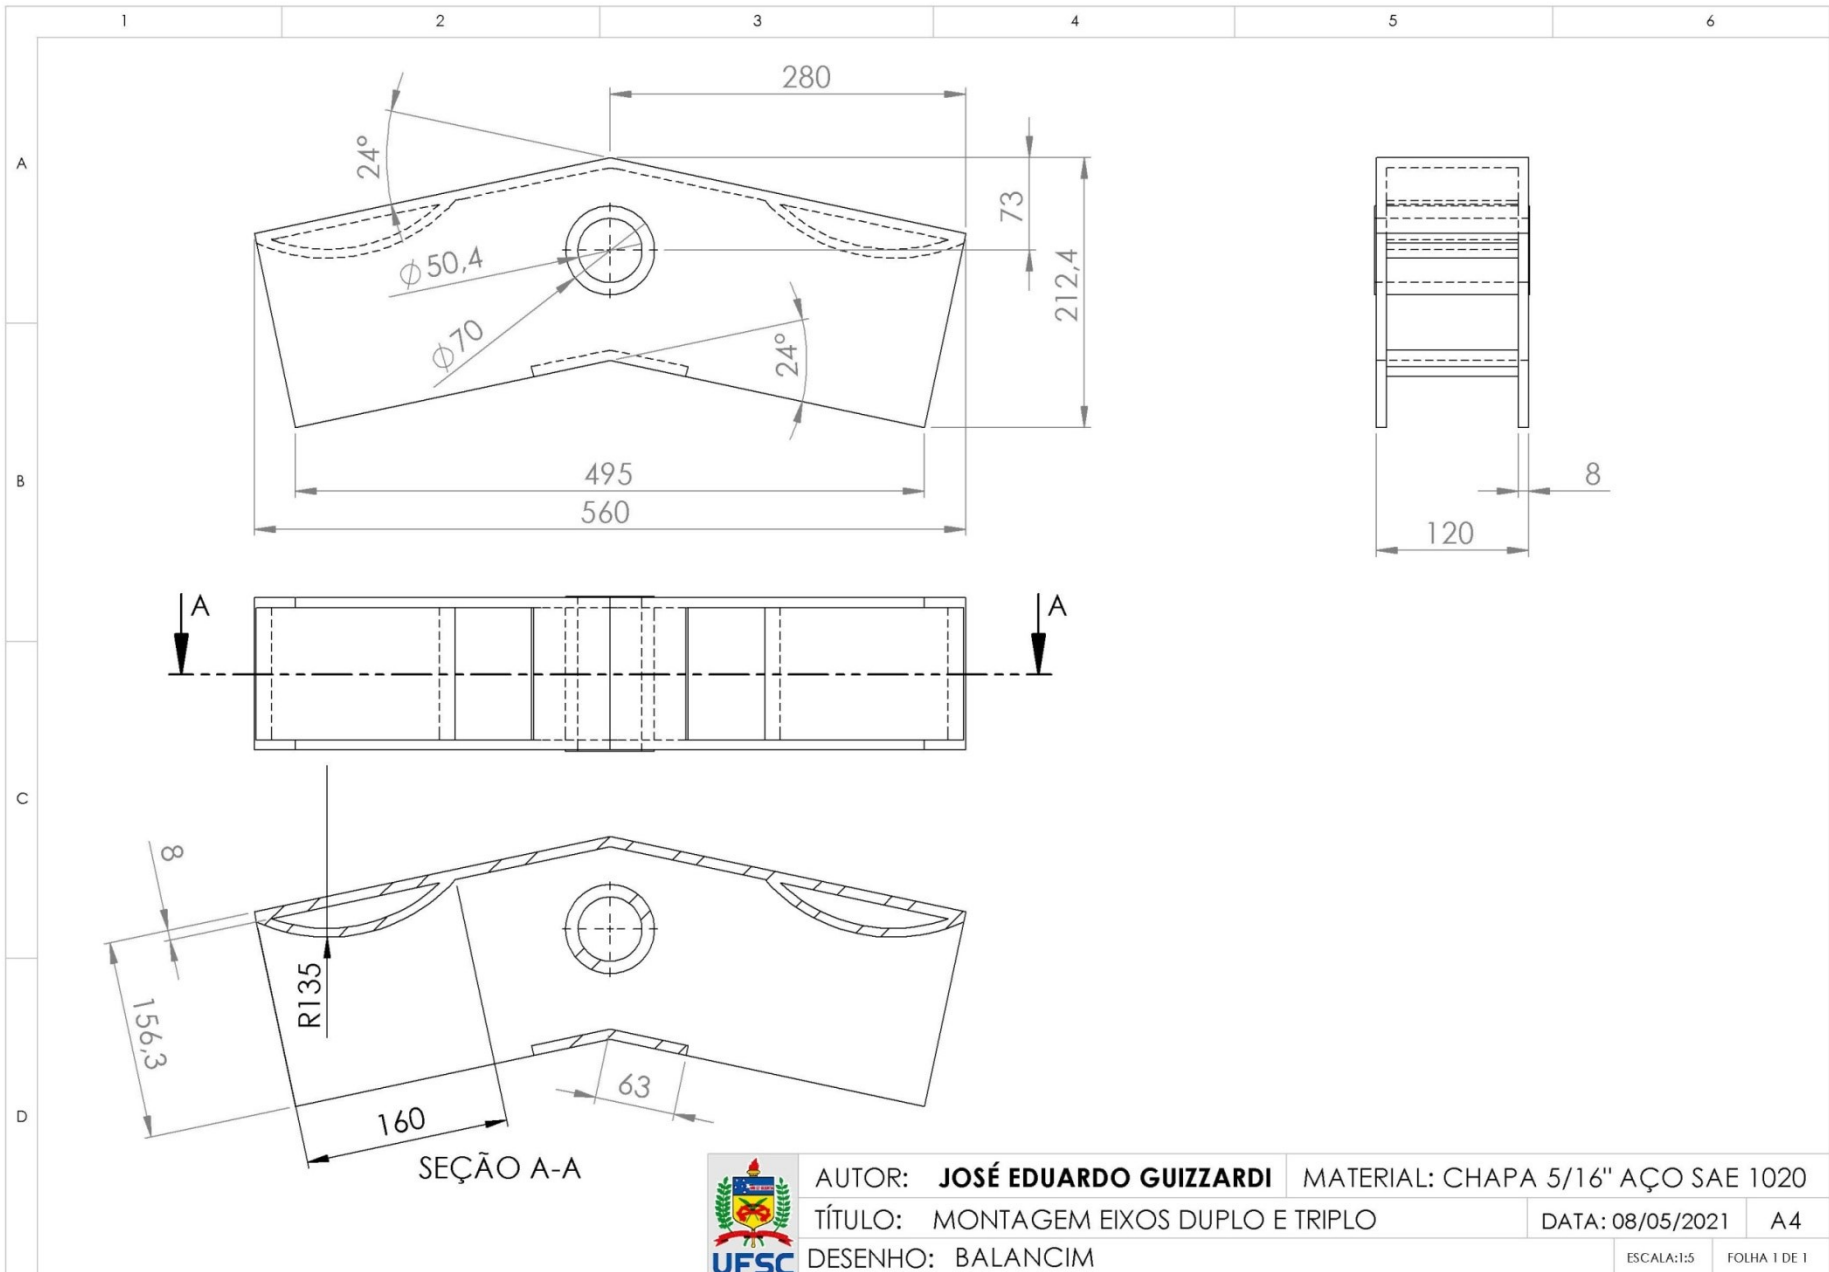 1 2 3 4 5 6
A
B
C
D
280
24°
73
212,4
Ø50,4
Ø70
24°
495
560
8
120
A A
8
R135
156,3
160
63
SEÇÃO A-A
UFSC
AUTOR: JOSÉ EDUARDO GUIZZARDI MATERIAL: CHAPA 5/16" AÇO SAE 1020
TÍTULO: MONTAGEM EIXOS DUPLO E TRIPLO DATA: 08/05/2021 A4
DESENHO: BALANCIM ESCALA:1:5 FOLHA 1 DE 1